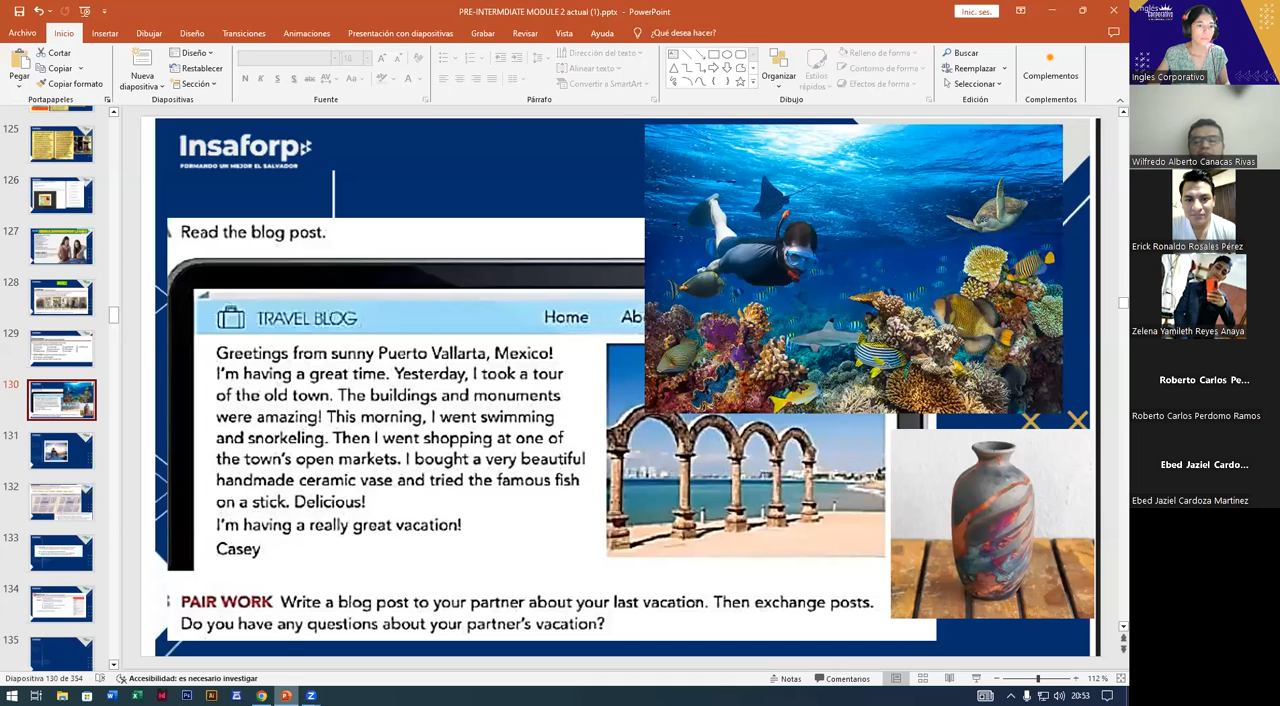 PRE-INTERMDIATE MODULE 2 actual (1).pptx - PowerPoint
Inic. ses.
Archivo Inicio Insertar Dibujar Diseño Transiciones Animaciones Presentación con diapositivas Grabar Revisar Vista Ayuda ¿Qué desea hacer?
Pegar
Cortar
Copiar
Copiar formato
Portapapeles
Nueva
diapositiva
Diseño
Restablecer
Sección
Diapositivas
18
N K S S ab AV Aa A
Fuente
Dirección del texto
Alinear texto
Convertir a SmartArt
Párrafo
Organizar
Estilos
rápidos
Relleno de forma
Contorno de forma
Efectos de forma
Dibujo
Buscar
Reemplazar
Seleccionar
Edición
Complementos
Complementos
125
126
127
128
129
130
131
132
133
134
135
Insaforp
FORMANDO UN MEJOR EL SALVADOR
Read the blog post.
TRAVEL BLOG Home Ab
Greetings from sunny Puerto Vallarta, Mexico!
I'm having a great time. Yesterday, I took a tour
of the old town. The buildings and monuments
were amazing! This morning, I went swimming
and snorkeling. Then I went shopping at one of
the town's open markets. I bought a very beautiful
handmade ceramic vase and tried the famous fish
on a stick. Delicious!
I'm having a really great vacation!
Casey
PAIR WORK Write a blog post to your partner about your last vacation. Then exchange posts.
Do you have any questions about your partner's vacation?
Inglés
Corporativo
Ingles Corporativo
Wilfredo Alberto Canacas Rivas
Erick Ronaldo Rosales Pérez
Zelena Yamileth Reyes Anaya
Roberto Carlos Pe...
Roberto Carlos Perdomo Ramos
Ebed Jaziel Cardo...
Ebed Jaziel Cardoza Martinez
Diapositiva 130 de 354 Accesibilidad: es necesario investigar
Notas Comentarios 112 %
20:53